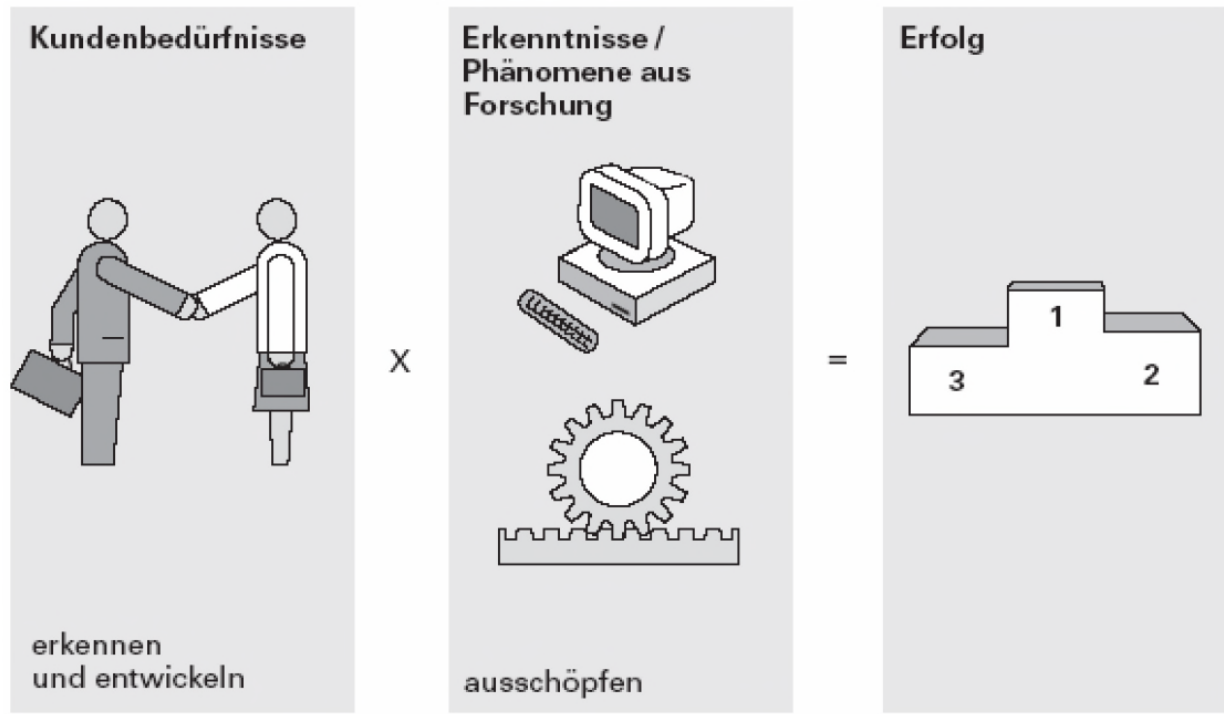 Kundenbedürfnisse
erkennen
und entwickeln
X
Erkenntnisse /
Phänomene aus
Forschung
ausschöpfen
=
Erfolg
1
3
2